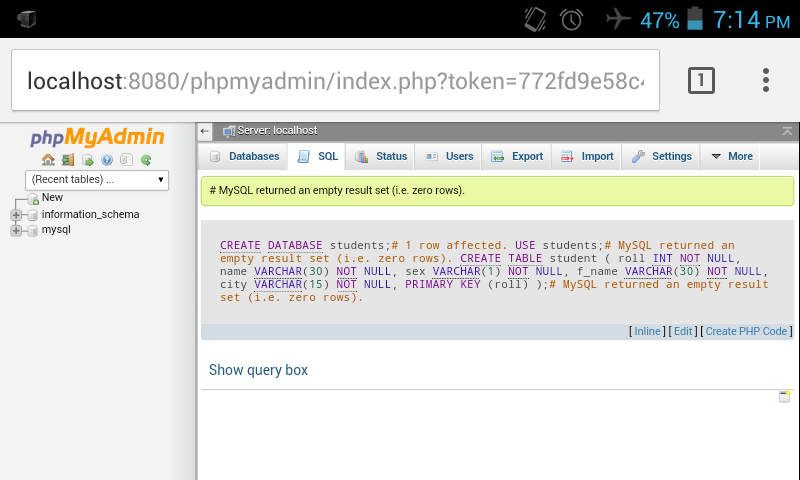 47% 7:14 PM
localhost:8080/phpmyadmin/index.php?token=772fd9e58c4
1
phpMyAdmin
(Recent tables) ...
New
information_schema
mysql
Server: localhost
Databases SQL Status Users Export Import Settings More
# MySQL returned an empty result set (i.e. zero rows).
CREATE DATABASE students;# 1 row affected. USE students;# MySQL returned an
empty result set (i.e. zero rows). CREATE TABLE student ( roll INT NOT NULL,
name VARCHAR(30) NOT NULL, sex VARCHAR(1) NOT NULL, f_name VARCHAR(30) NOT NULL,
city VARCHAR(15) NOT NULL, PRIMARY KEY (roll) );# MySQL returned an empty result
set (i.e. zero rows).
[ Inline ] [ Edit ] [ Create PHP Code ]
Show query box